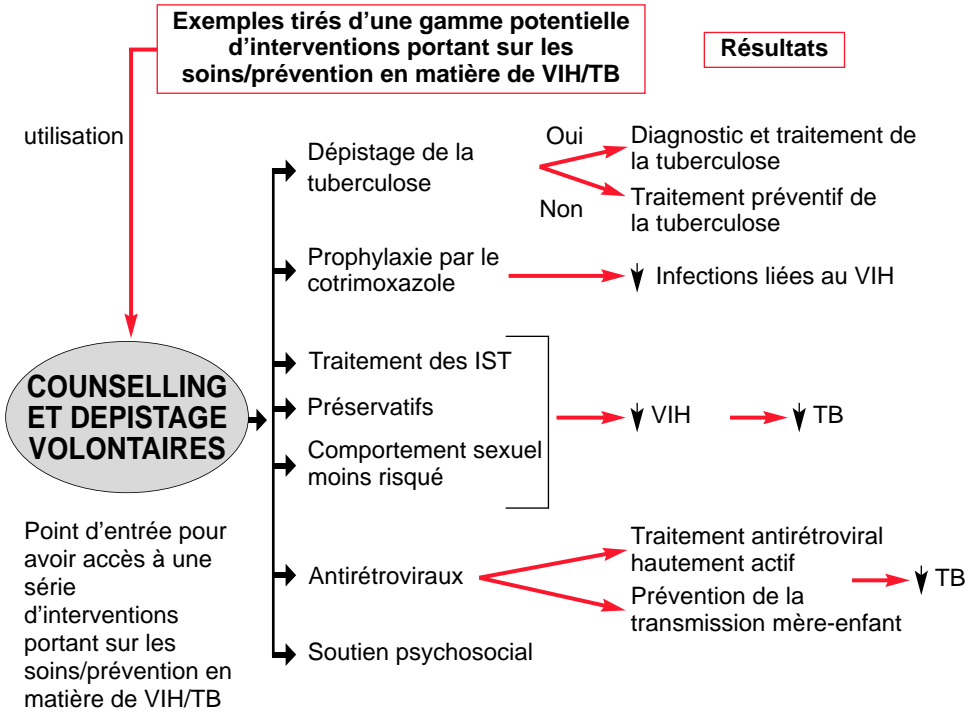 Exemples tirés d’une gamme potentielle
d’interventions portant sur les
soins/prévention en matière de VIH/TB
Résultats
utilisation
Dépistage de la
tuberculose
Oui
Diagnostic et traitement de
la tuberculose
Non
Traitement préventif de
la tuberculose
Prophylaxie par le
cotrimoxazole
Infections liées au VIH
COUNSELLING
ET DEPISTAGE
VOLONTAIRES
Traitement des IST
Préservatifs
Comportement sexuel
moins risqué
VIH
TB
Point d’entrée pour
avoir accès à une
série
d’interventions
portant sur les
soins/prévention en
matière de VIH/TB
Antirétroviraux
Traitement antirétroviral
hautement actif
Prévention de la
transmission mère-enfant
TB
Soutien psychosocial